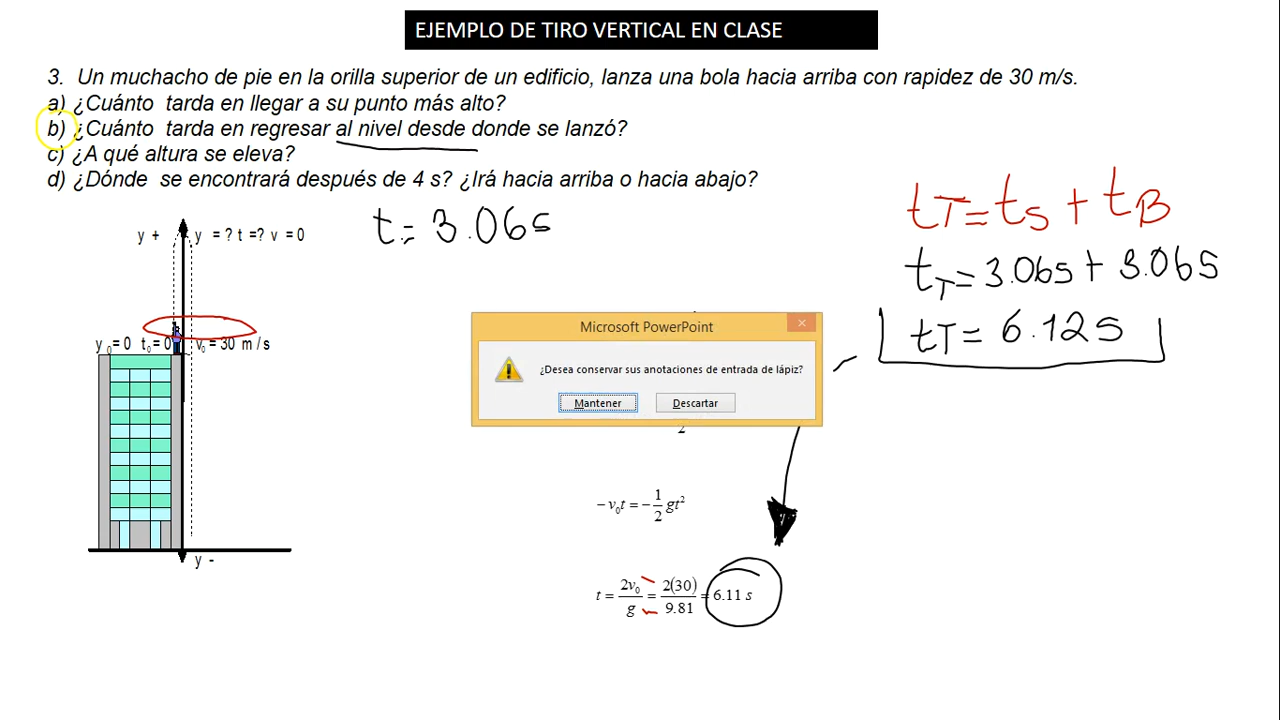 EJEMPLO DE TIRO VERTICAL EN CLASE
3. Un muchacho de pie en la orilla superior de un edificio, lanza una bola hacia arriba con rapidez de 30 m/s.
a) ¿Cuánto tarda en llegar a su punto más alto?
b) ¿Cuánto tarda en regresar al nivel desde donde se lanzó?
c) ¿A qué altura se eleva?
d) ¿Dónde se encontrará después de 4 s? ¿Irá hacia arriba o hacia abajo?
t = 3.06s
tT = tS + tB
tT = 3.06s + 3.06s
tT = 6.12s
y + y = ? t =? v = 0
y₀= 0 t₀= 0 v₀= 30 m / s
y -
Microsoft PowerPoint
¿Desea conservar sus anotaciones de entrada de lápiz?
Mantener Descartar
2
−v₀t = −1/2 gt²
t = 2v₀/g = 2(30)/9.81 = 6.11 s